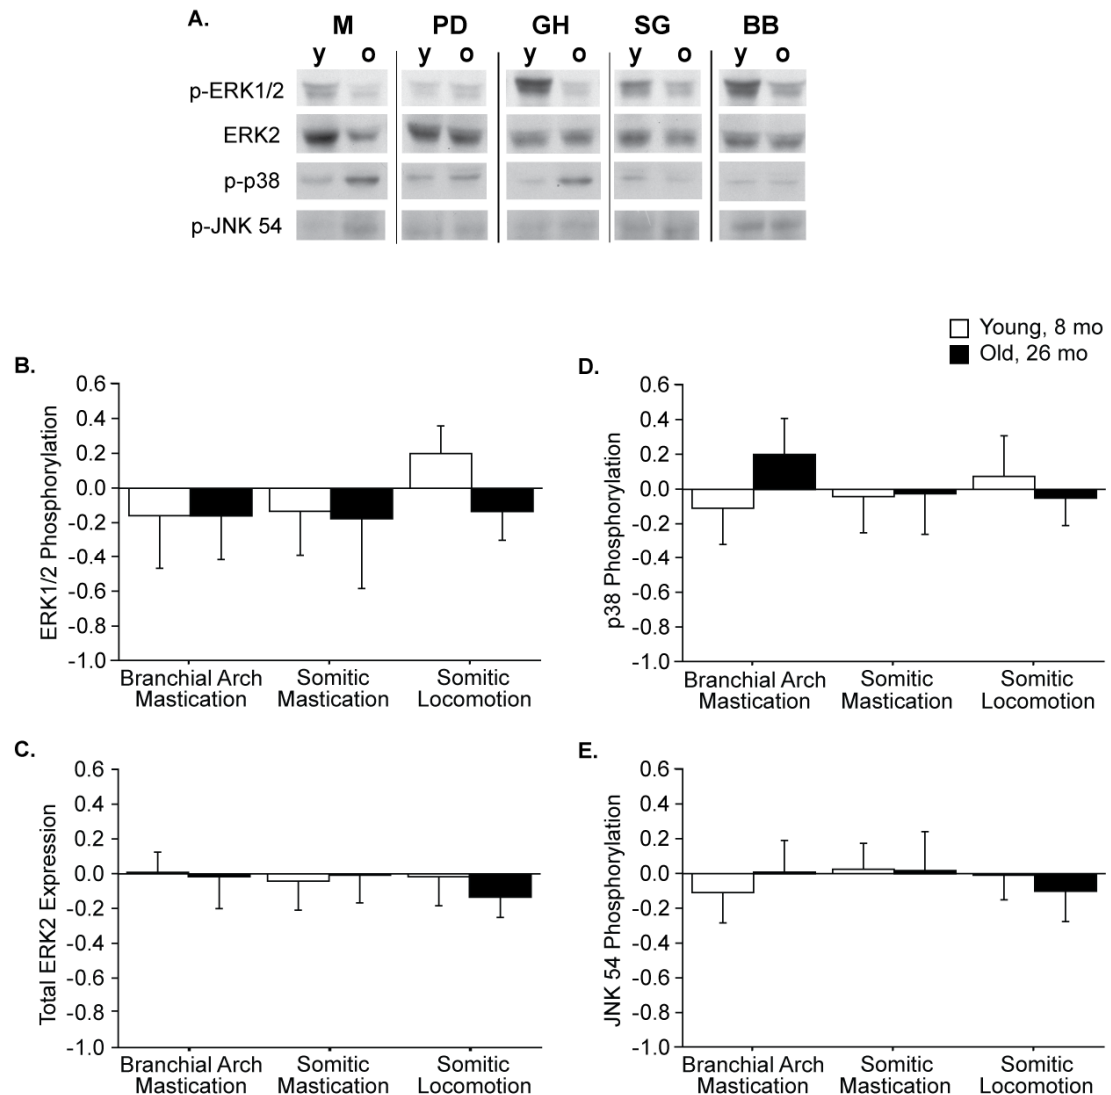 A.
M PD GH SG BB
y o y o y o y o y o
p-ERK1/2
ERK2
p-p38
p-JNK 54
Young, 8 mo
Old, 26 mo
B.
ERK1/2 Phosphorylation
0.6
0.4
0.2
0.0
-0.2
-0.4
-0.6
-0.8
-1.0
Branchial Arch
Mastication
Somitic
Mastication
Somitic
Locomotion
D.
p38 Phosphorylation
0.6
0.4
0.2
0.0
-0.2
-0.4
-0.6
-0.8
-1.0
Branchial Arch
Mastication
Somitic
Mastication
Somitic
Locomotion
C.
Total ERK2 Expression
0.6
0.4
0.2
0.0
-0.2
-0.4
-0.6
-0.8
-1.0
Branchial Arch
Mastication
Somitic
Mastication
Somitic
Locomotion
E.
JNK 54 Phosphorylation
0.6
0.4
0.2
0.0
-0.2
-0.4
-0.6
-0.8
-1.0
Branchial Arch
Mastication
Somitic
Mastication
Somitic
Locomotion